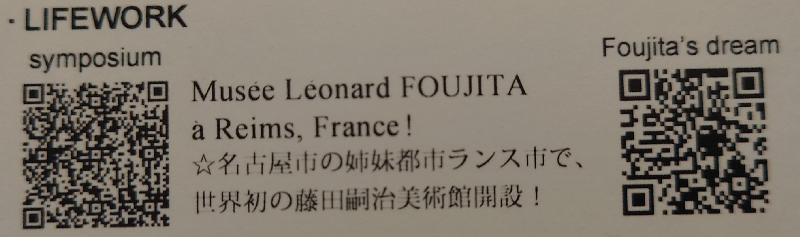 ・LIFEWORK
symposium
Foujita's dream
Musée Léonard FOUJITA
à Reims, France!
☆名古屋市の姉妹都市ランス市で、
世界初の藤田嗣治美術館開設！